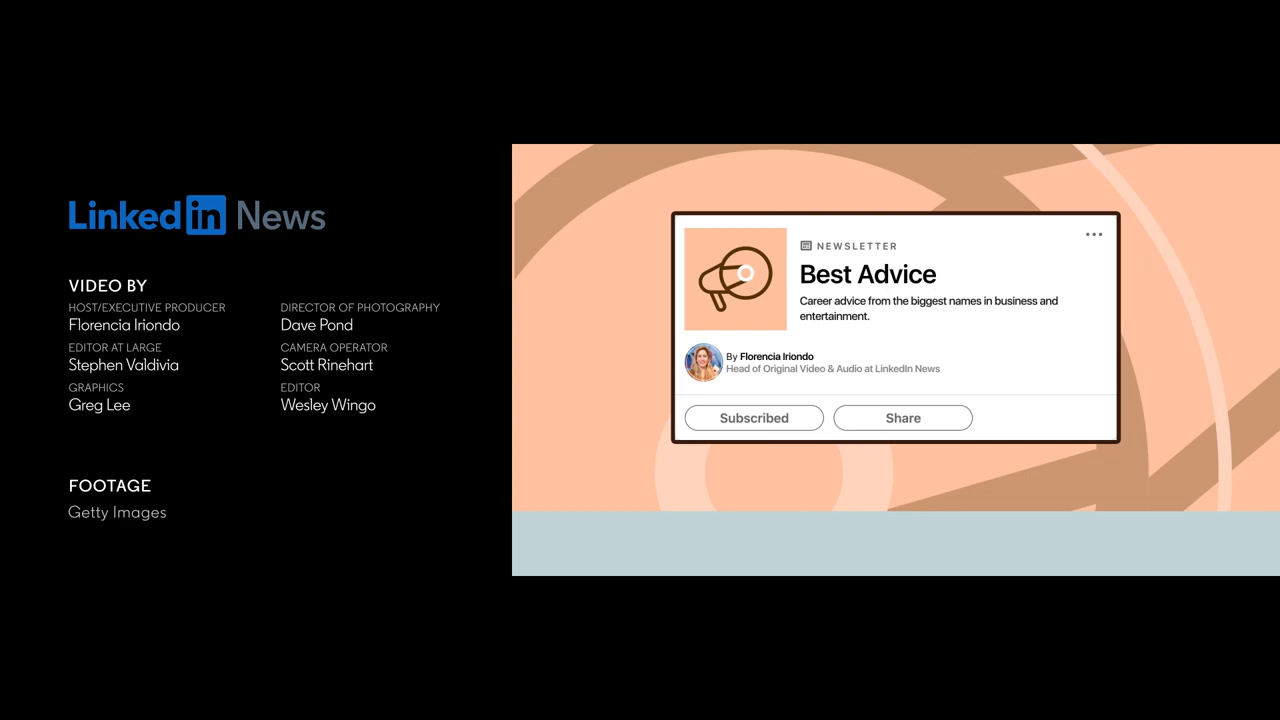 LinkedIn News
VIDEO BY
HOST/EXECUTIVE PRODUCER
Florencia Iriondo
EDITOR AT LARGE
Stephen Valdivia
GRAPHICS
Greg Lee
DIRECTOR OF PHOTOGRAPHY
Dave Pond
CAMERA OPERATOR
Scott Rinehart
EDITOR
Wesley Wingo
FOOTAGE
Getty Images
NEWSLETTER
Best Advice
Career advice from the biggest names in business and
entertainment.
By Florencia Iriondo
Head of Original Video & Audio at LinkedIn News
Subscribed
Share